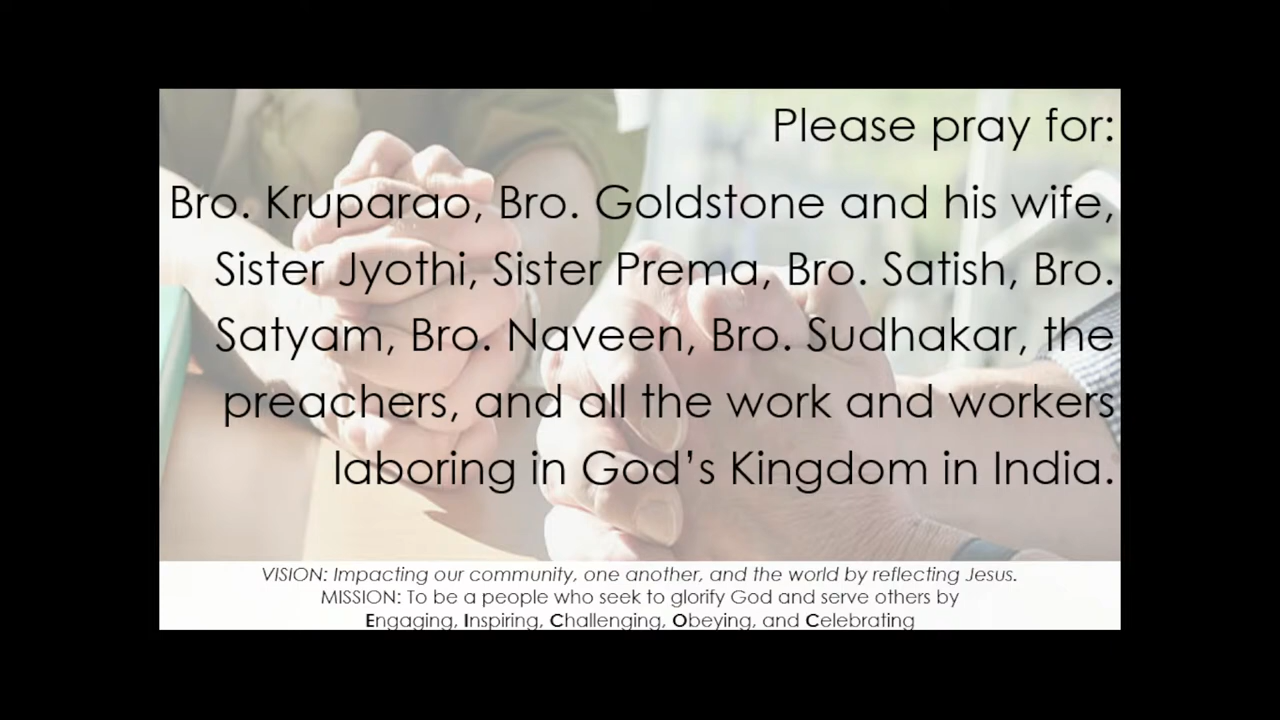 Please pray for:
Bro. Kruparao, Bro. Goldstone and his wife,
Sister Jyothi, Sister Prema, Bro. Satish, Bro.
Satyam, Bro. Naveen, Bro. Sudhakar, the
preachers, and all the work and workers
laboring in God’s Kingdom in India.
VISION: Impacting our community, one another, and the world by reflecting Jesus.
MISSION: To be a people who seek to glorify God and serve others by
Engaging, Inspiring, Challenging, Obeying, and Celebrating